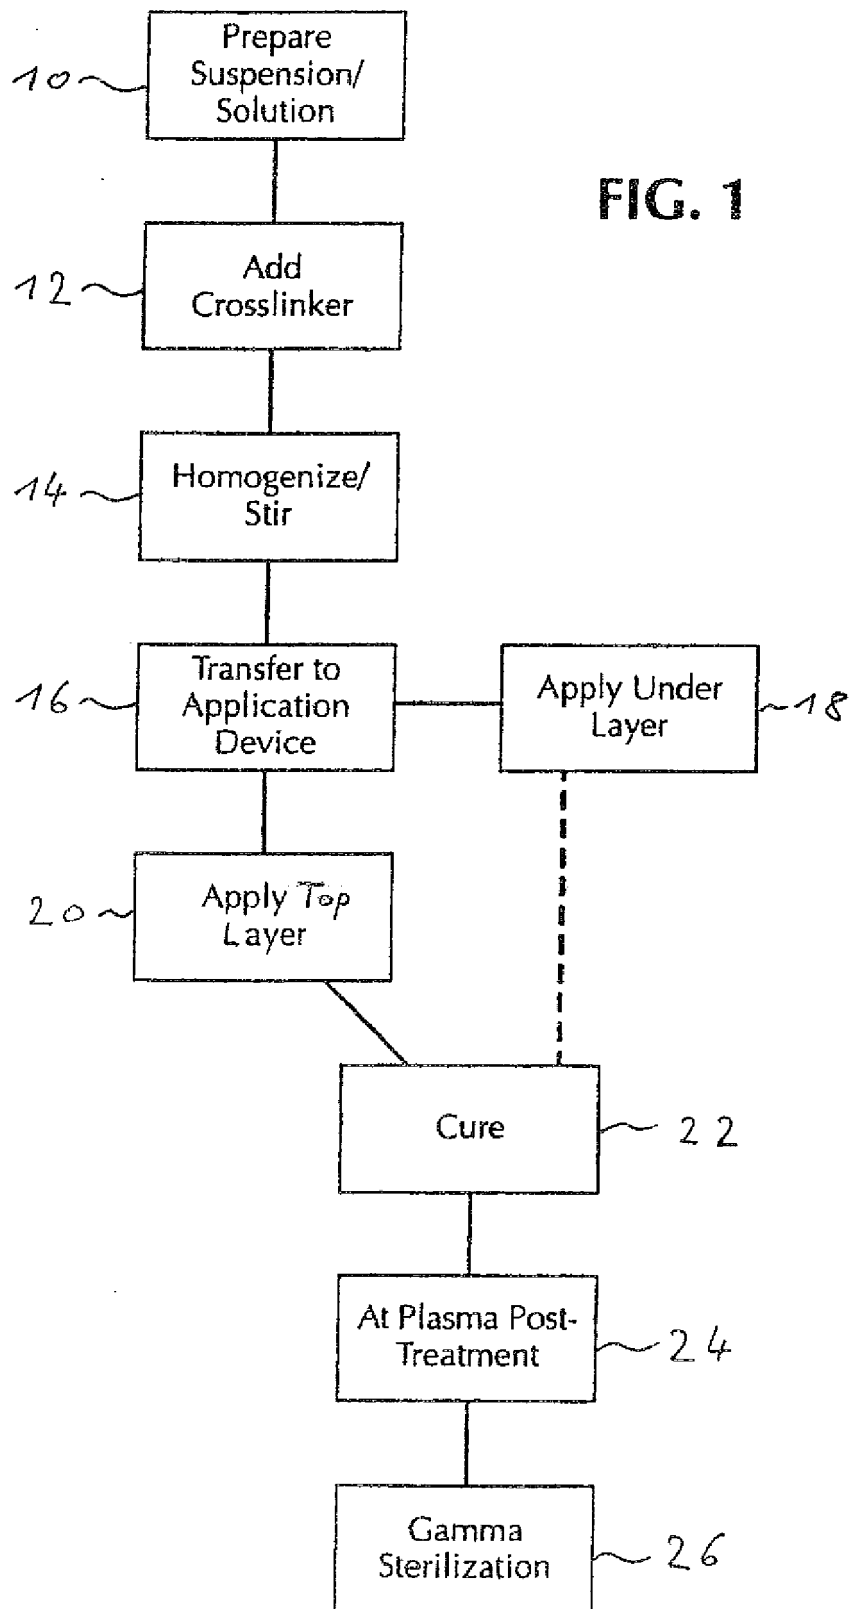 10
Prepare
Suspension/
Solution
FIG. 1
12
Add
Crosslinker
14
Homogenize/
Stir
16
Transfer to
Application
Device
Apply Under
Layer
18
20
Apply Top
Layer
Cure
22
At Plasma Post-
Treatment
24
Gamma
Sterilization
26